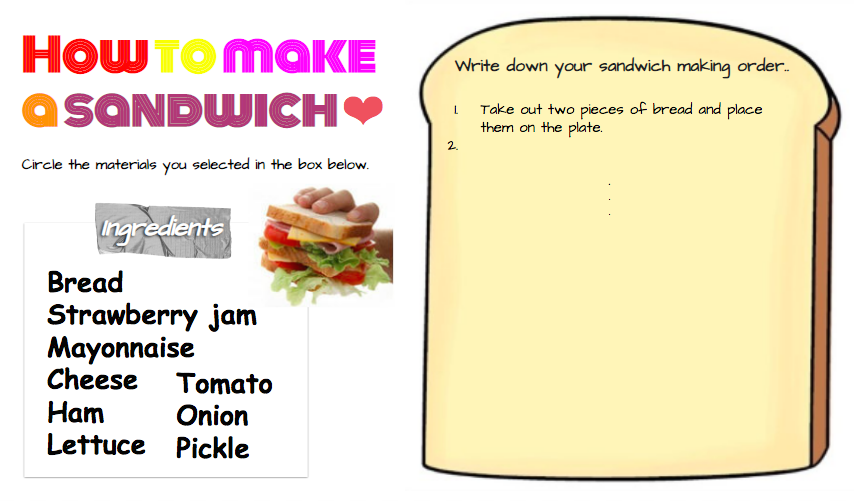 How to make
a sandwich
Circle the materials you selected in the box below.
Ingredients
Bread
Strawberry jam
Mayonnaise
Cheese
Ham
Lettuce
Tomato
Onion
Pickle
Write down your sandwich making order..
1. Take out two pieces of bread and place
them on the plate.
2.
.
.
.